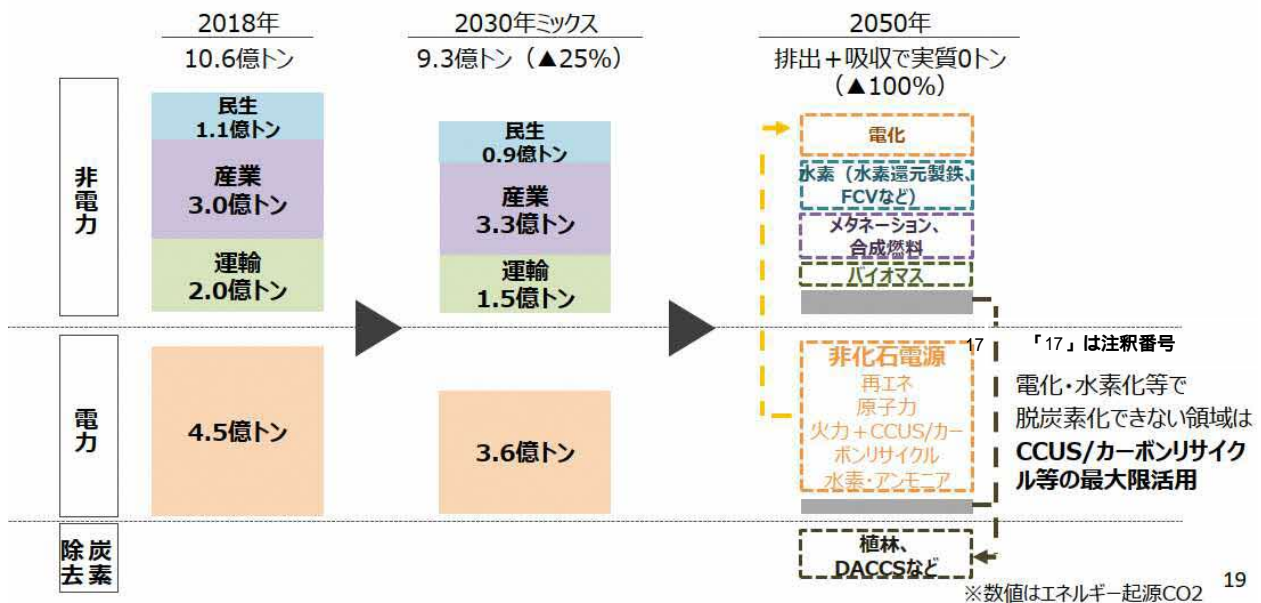 2018年
10.6億トン
2030年ミックス
9.3億トン（▲25%）
2050年
排出＋吸収で実質0トン
（▲100%）
非電力
民生
1.1億トン
産業
3.0億トン
運輸
2.0億トン
民生
0.9億トン
産業
3.3億トン
運輸
1.5億トン
電化
水素（水素還元製鉄、
FCVなど）
メタネーション、
合成燃料
バイオマス
電力
4.5億トン
3.6億トン
非化石電源
17
再エネ
原子力
火力＋CCUS/カー
ボンリサイクル
水素・アンモニア
「17」は注釈番号
電化・水素化等で
脱炭素化できない領域は
CCUS/カーボンリサイク
ル等の最大限活用
炭素
除去
植林、
DACCSなど
※数値はエネルギー起源CO2
19